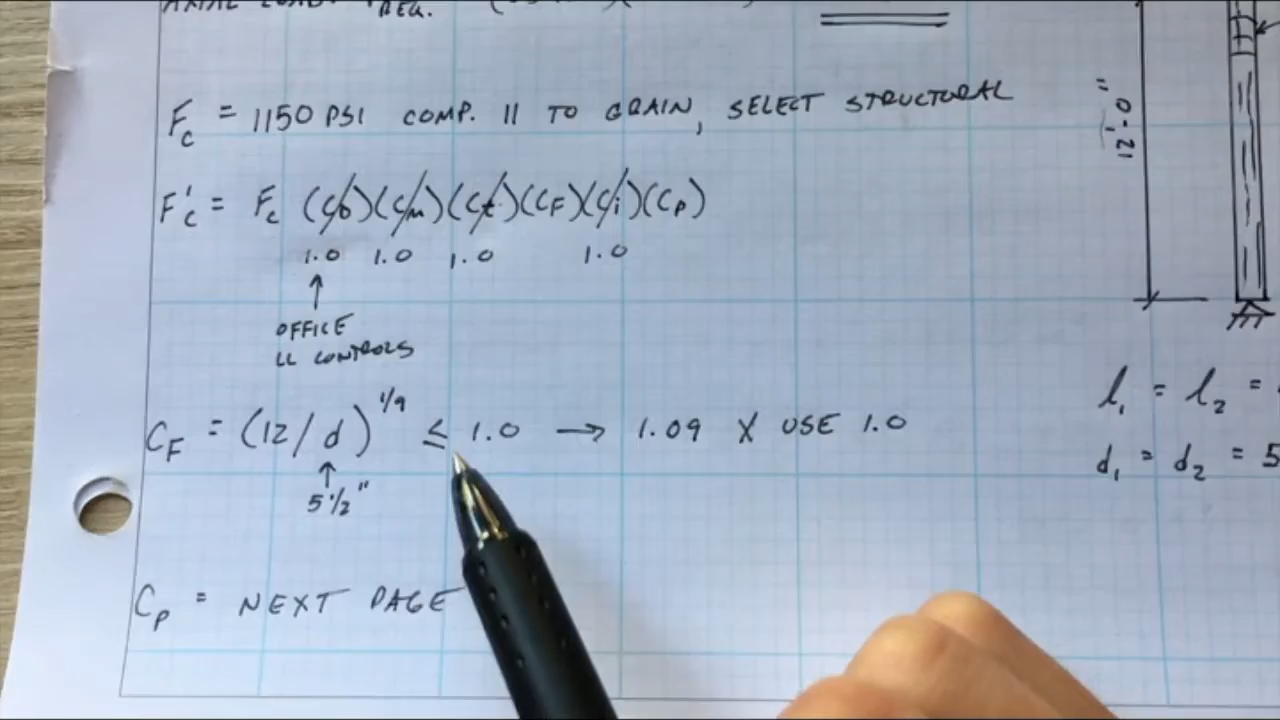 REQ.
F_c = 1150 PSI COMP. II TO GRAIN, SELECT STRUCTURAL
F'_c = F_c (C_D)(C_M)(C_t)(C_F)(C_i)(C_P)
1.0 1.0 1.0 1.0
↑
OFFICE
LL CONTROLS
C_F = (12/d)^1/9 ≤ 1.0 → 1.09 X USE 1.0
↑
5 1/2"
C_P = NEXT PAGE
12'-0"
l_1 = l_2 =
d_1 = d_2 = 5